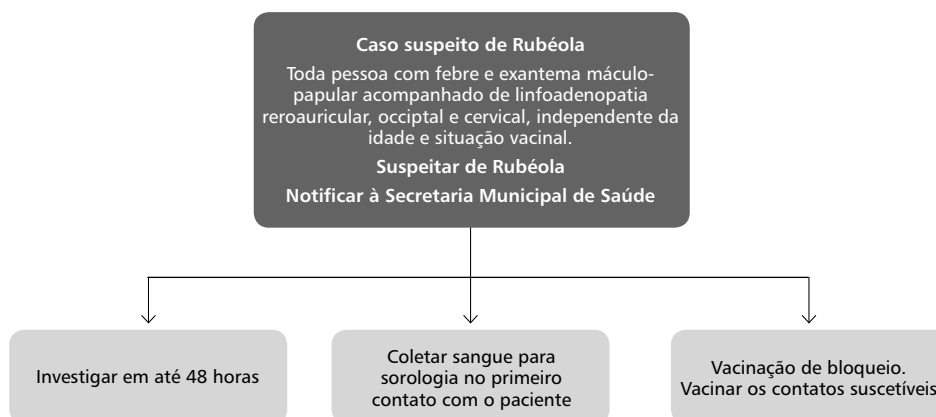 Caso suspeito de Rubéola
Toda pessoa com febre e exantema máculo-
papular acompanhado de linfoadenopatia
reroauricular, occiptal e cervical, independente da
idade e situação vacinal.
Suspeitar de Rubéola
Notificar à Secretaria Municipal de Saúde
Investigar em até 48 horas
Coletar sangue para
sorologia no primeiro
contato com o paciente
Vacinação de bloqueio.
Vacinar os contatos suscetíveis